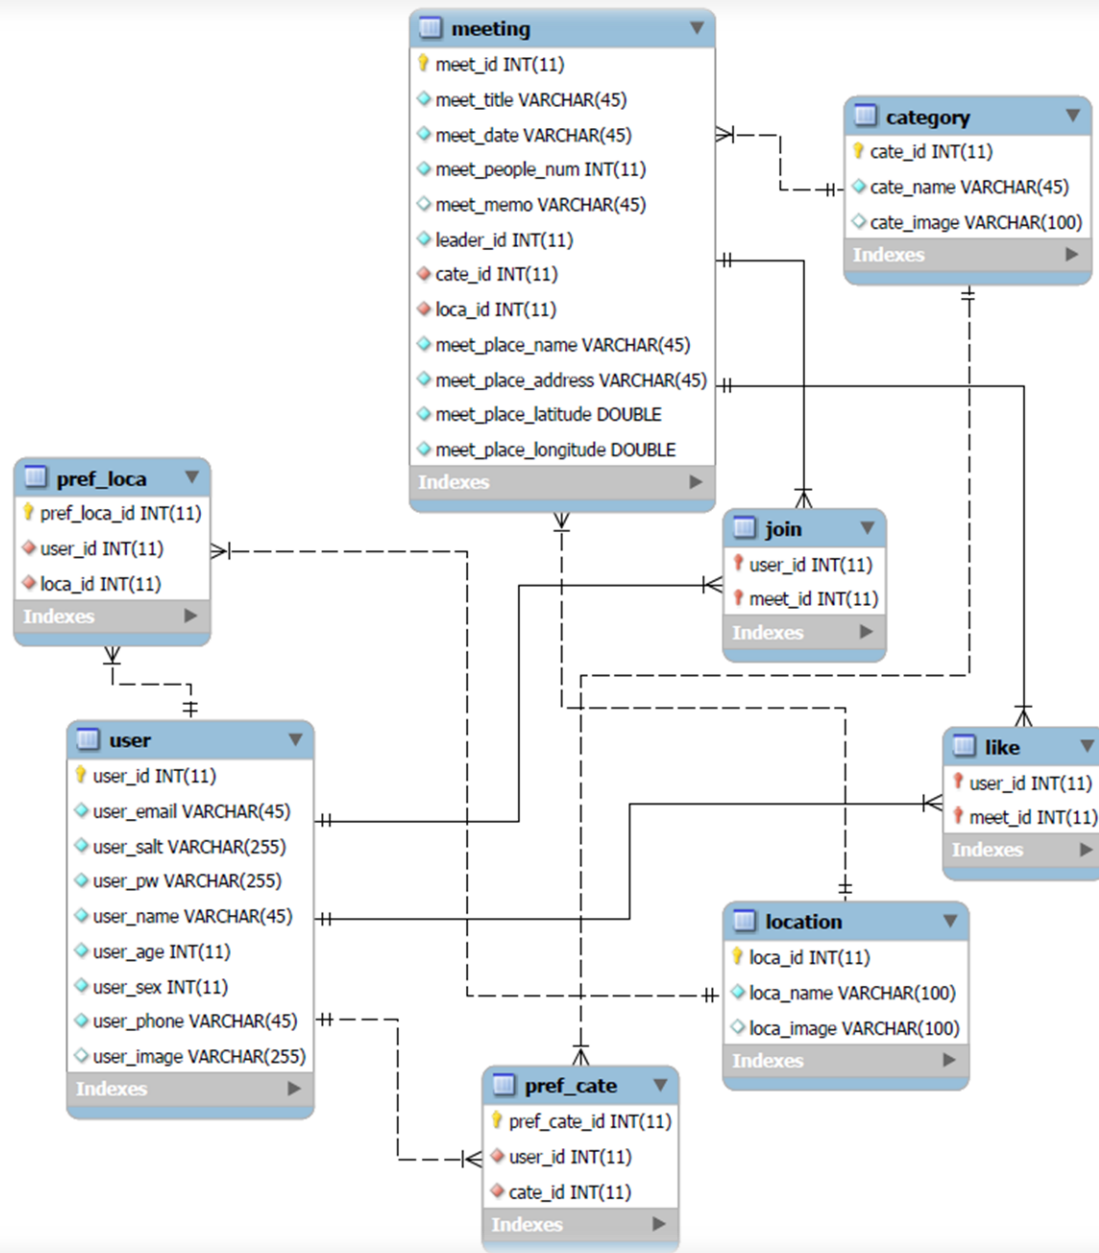 meeting
meet_id INT(11)
meet_title VARCHAR(45)
meet_date VARCHAR(45)
meet_people_num INT(11)
meet_memo VARCHAR(45)
leader_id INT(11)
cate_id INT(11)
loca_id INT(11)
meet_place_name VARCHAR(45)
meet_place_address VARCHAR(45)
meet_place_latitude DOUBLE
meet_place_longitude DOUBLE
Indexes
category
cate_id INT(11)
cate_name VARCHAR(45)
cate_image VARCHAR(100)
Indexes
pref_loca
pref_loca_id INT(11)
user_id INT(11)
loca_id INT(11)
Indexes
join
user_id INT(11)
meet_id INT(11)
Indexes
user
user_id INT(11)
user_email VARCHAR(45)
user_salt VARCHAR(255)
user_pw VARCHAR(255)
user_name VARCHAR(45)
user_age INT(11)
user_sex INT(11)
user_phone VARCHAR(45)
user_image VARCHAR(255)
Indexes
like
user_id INT(11)
meet_id INT(11)
Indexes
location
loca_id INT(11)
loca_name VARCHAR(100)
loca_image VARCHAR(100)
Indexes
pref_cate
pref_cate_id INT(11)
user_id INT(11)
cate_id INT(11)
Indexes